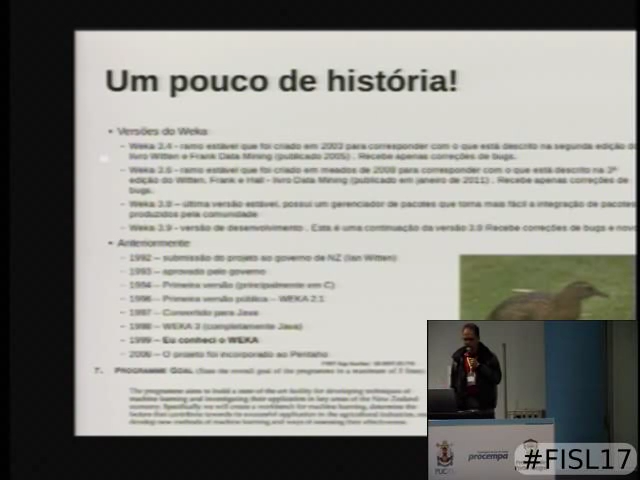 Um pouco de história!
• Versões do Weka
– Weka 3.4 - ramo estável que foi criado em 2003 para corresponder com o que está descrito na segunda edição do
livro Witten e Frank Data Mining (publicado 2005) . Recebe apenas correções de bugs.
– Weka 3.6 - ramo estável que foi criado em meados de 2008 para corresponder com o que está descrito na 3ª
edição do Witten, Frank e Hall - livro Data Mining (publicado em janeiro de 2011) . Recebe apenas correções de
bugs.
– Weka 3.8 – última versão estável, possui um gerenciador de pacotes que torna mais fácil a integração de pacotes
produzidos pela comunidade
– Weka 3.9 - versão de desenvolvimento . Esta é uma continuação da versão 3.8 Recebe correções de bugs e novo
• Anteriormente
– 1992 – submissão do projeto ao governo de NZ (Ian Witten)
– 1993 – aprovado pelo governo
– 1994 – Primeira versão (principalmente em C)
– 1996 – Primeira versão pública – WEKA 2.1
– 1997 – Convertido para Java
– 1998 – WEKA 3 (completamente Java)
– 1999 – Eu conheci o WEKA
– 2006 – O projeto foi incorporado ao Pentaho
7. PROGRAMME GOAL (State the overall goal of the programme in a maximum of 5 lines)
The programme aims to build a state-of-the-art facility for developing techniques of
machine learning and investigating their application in key areas of the New Zealand
economy. Specifically we will create a workbench for machine learning, determine the
factors that contribute towards its successful application in the agricultural industries,
develop new methods of machine learning and ways of assessing their effectiveness.
PUC
procempa
#FISL17